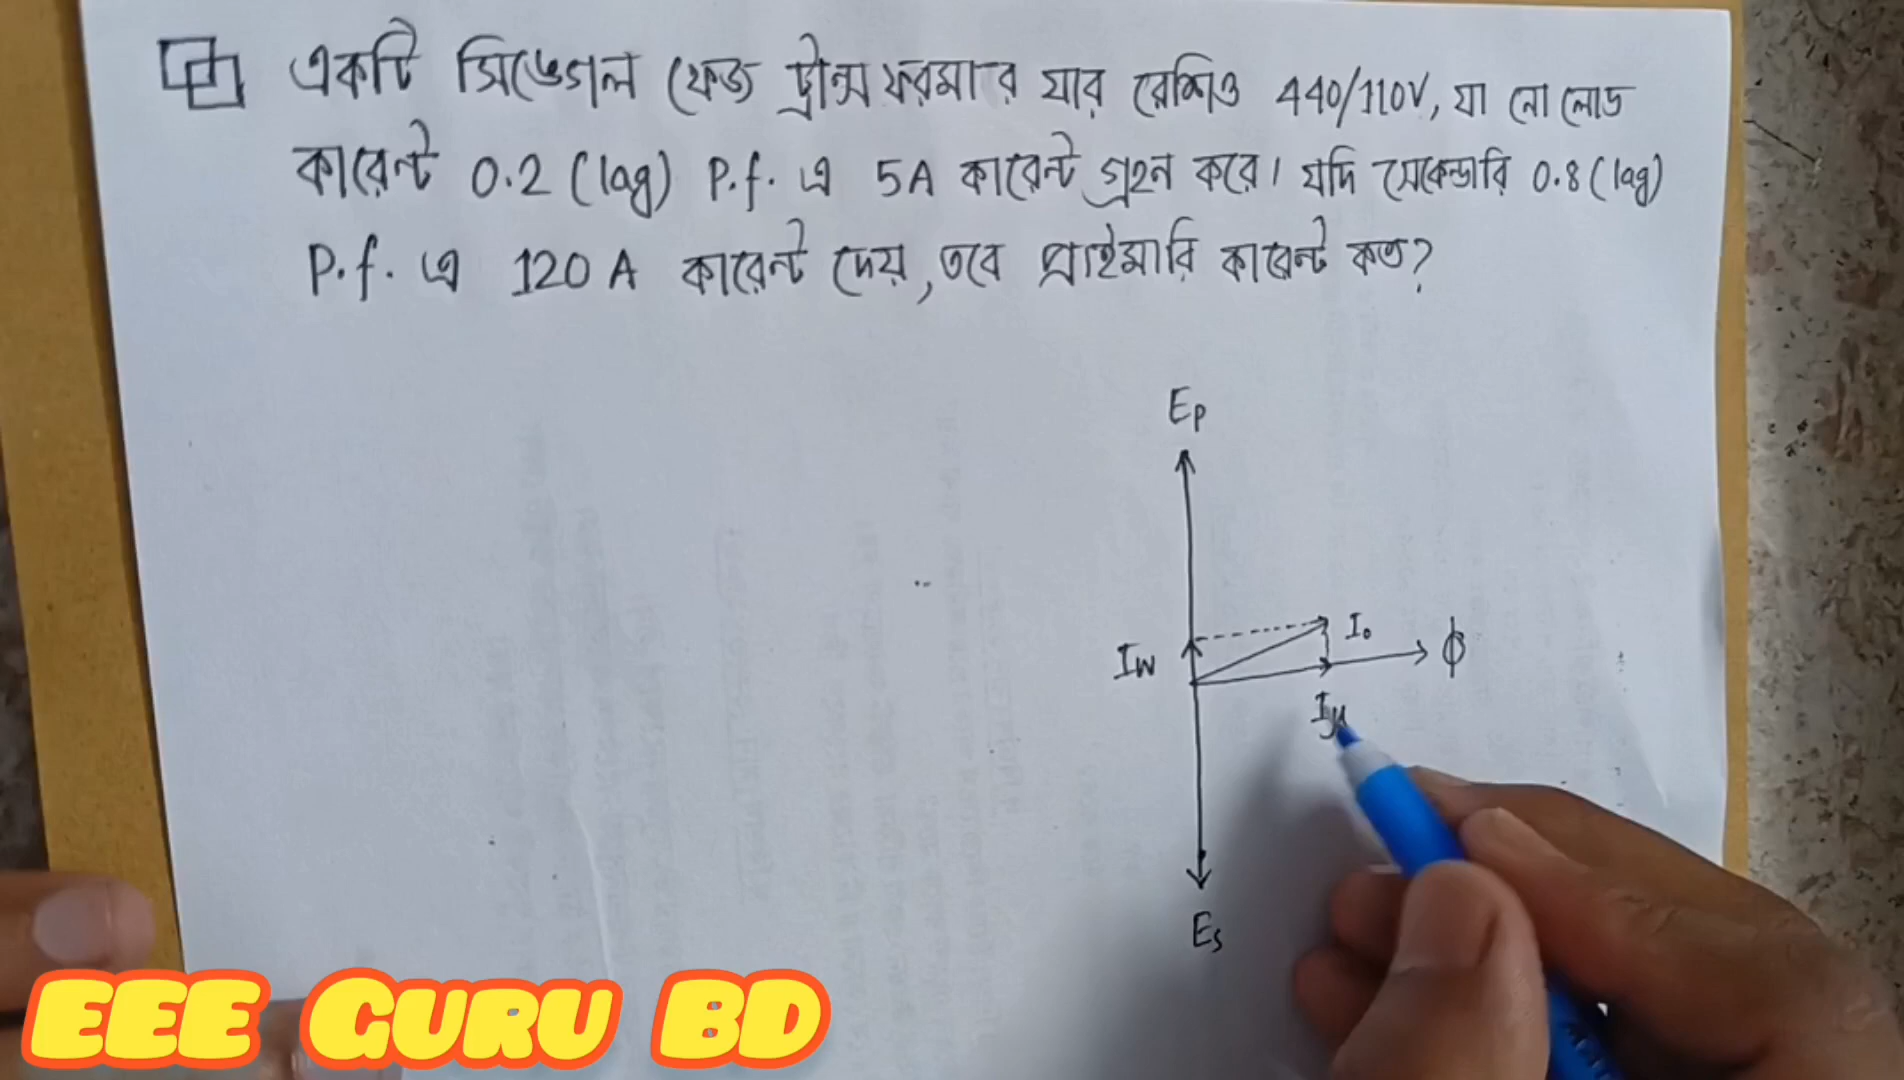 একটি সিঙ্গেল ফেজ ট্রান্সফরমার যার রেশিও 440/110V, যা নো লোড
কারেন্ট 0.2 (lag) P.f. এ 5A কারেন্ট গ্রহন করে। যদি সেকেন্ডারি 0.8 (lag)
P.f. এ 120 A কারেন্ট দেয়, তবে প্রাইমারি কারেন্ট কত?
Ep
I₀
Iw
ϕ
Iμ
Es
EEE GURU BD